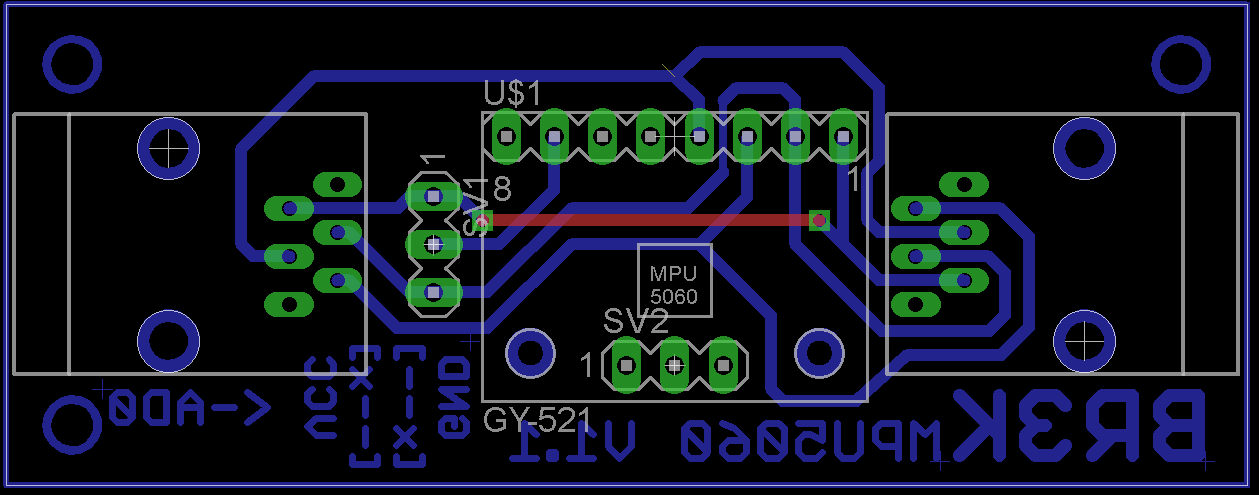 U$1
1
8
1
SV1
MPU
5060
SV2
1
GY-521
<-AD0
VCC
[x--]
[--x]
GND
V1.1
MPU5060
BR3K